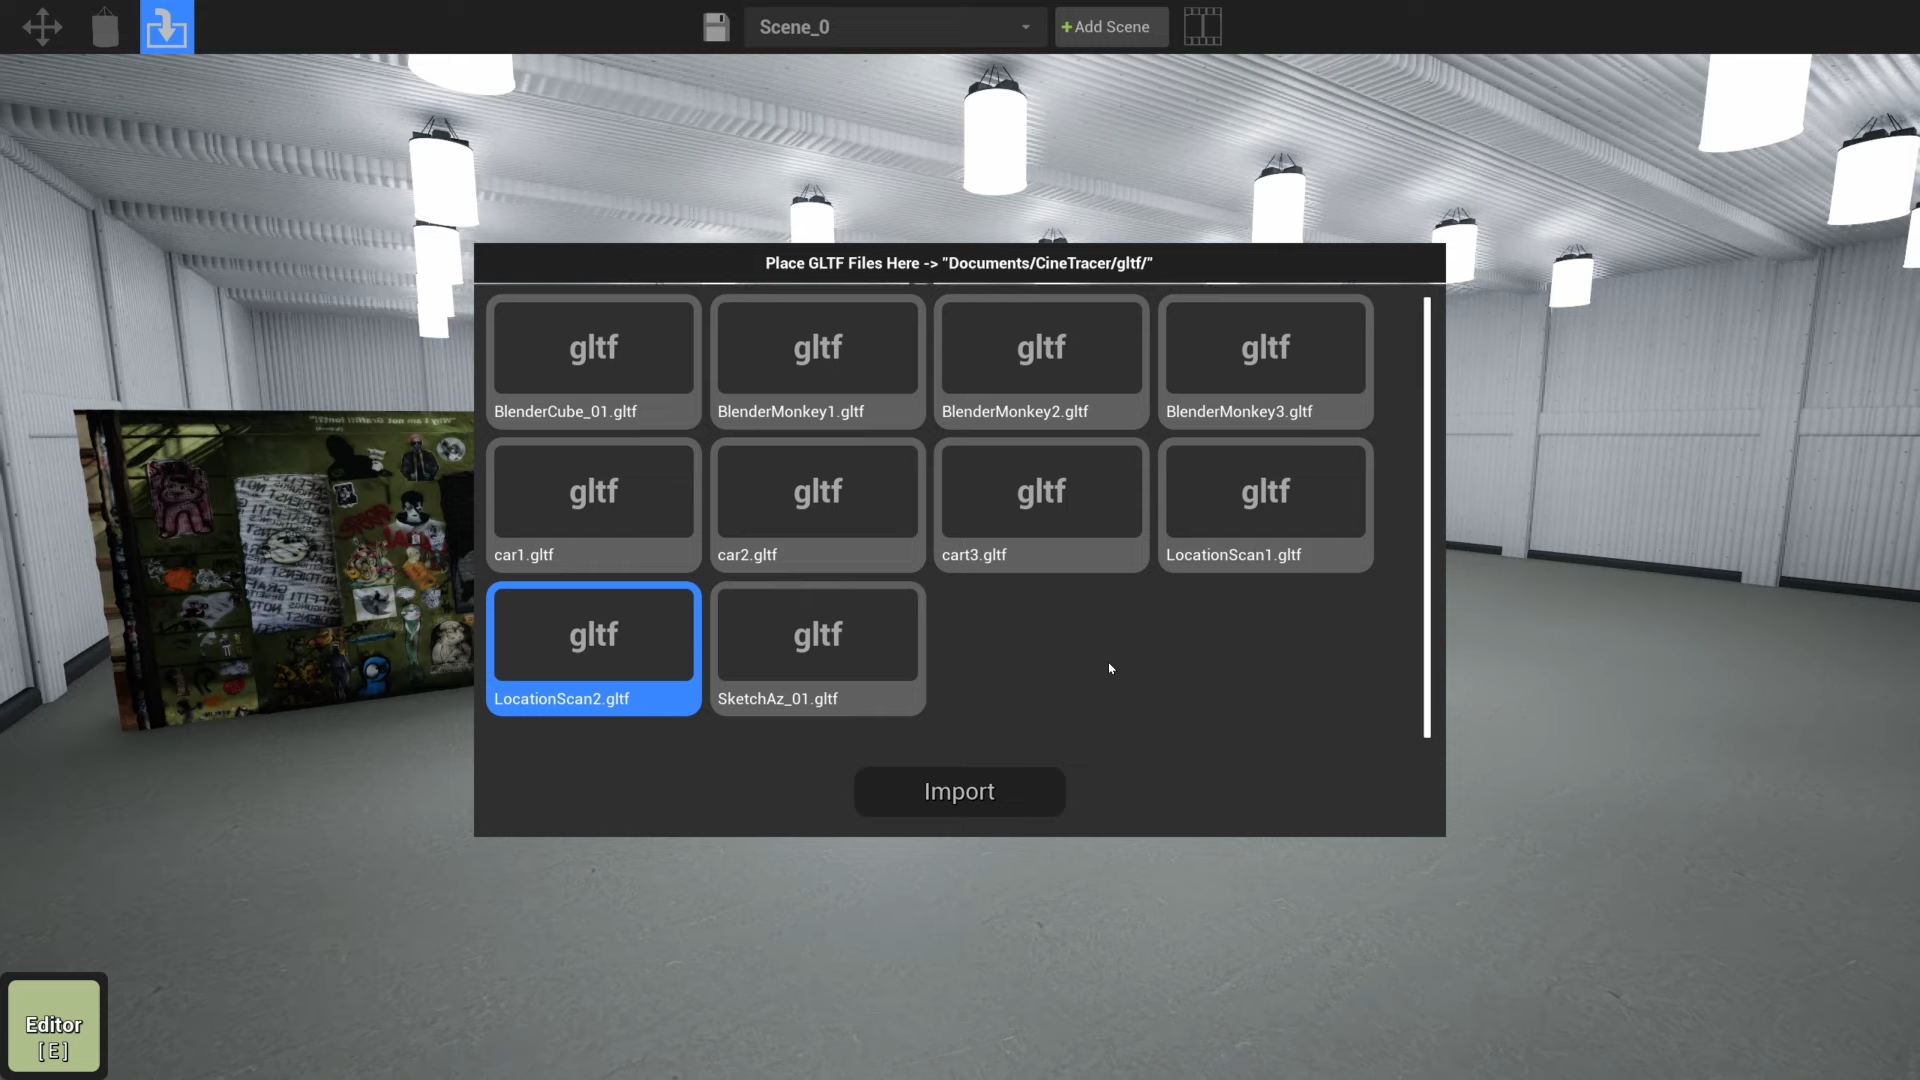 Scene_0
+Add Scene
Place GLTF Files Here -> "Documents/CineTracer/gltf/"
gltf gltf gltf gltf
BlenderCube_01.gltf BlenderMonkey1.gltf BlenderMonkey2.gltf BlenderMonkey3.gltf
gltf gltf gltf gltf
car1.gltf car2.gltf cart3.gltf LocationScan1.gltf
gltf gltf
LocationScan2.gltf SketchAz_01.gltf
Import
Editor
[E]